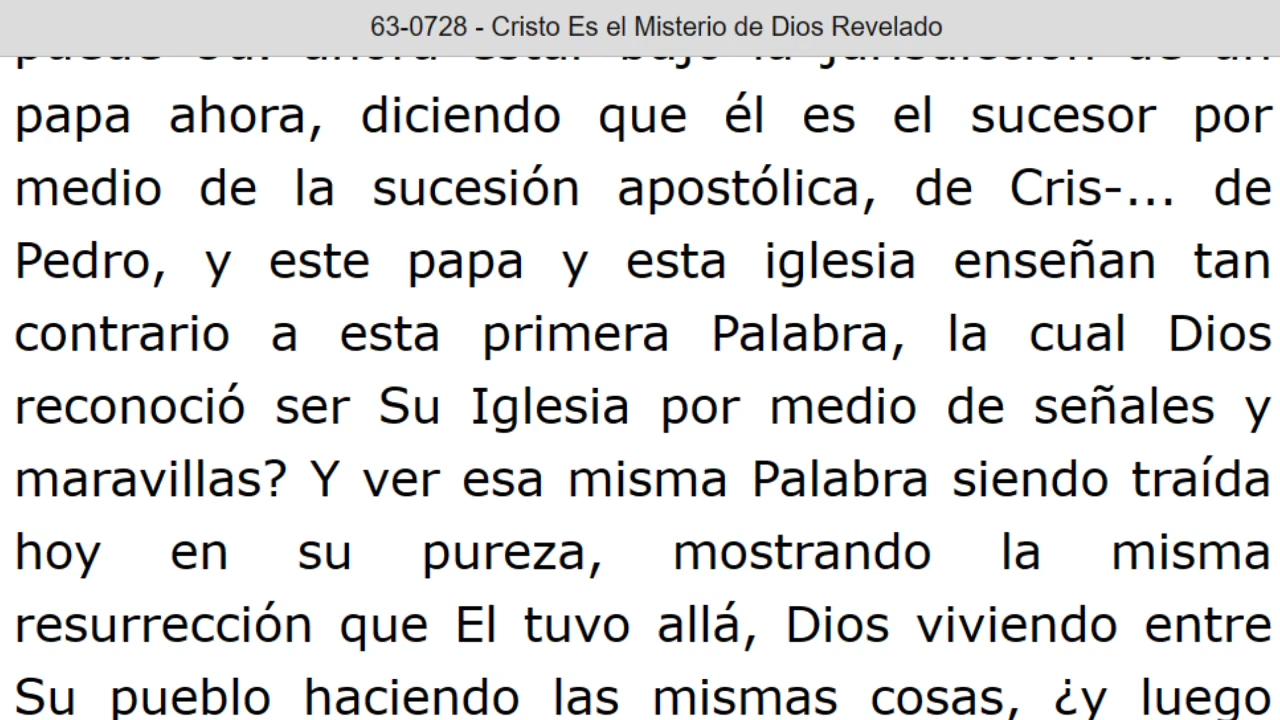 63-0728 - Cristo Es el Misterio de Dios Revelado
papa ahora, diciendo que él es el sucesor por
medio de la sucesión apostólica, de Cris-... de
Pedro, y este papa y esta iglesia enseñan tan
contrario a esta primera Palabra, la cual Dios
reconoció ser Su Iglesia por medio de señales y
maravillas? Y ver esa misma Palabra siendo traída
hoy en su pureza, mostrando la misma
resurrección que El tuvo allá, Dios viviendo entre
Su pueblo haciendo las mismas cosas, ¿y luego